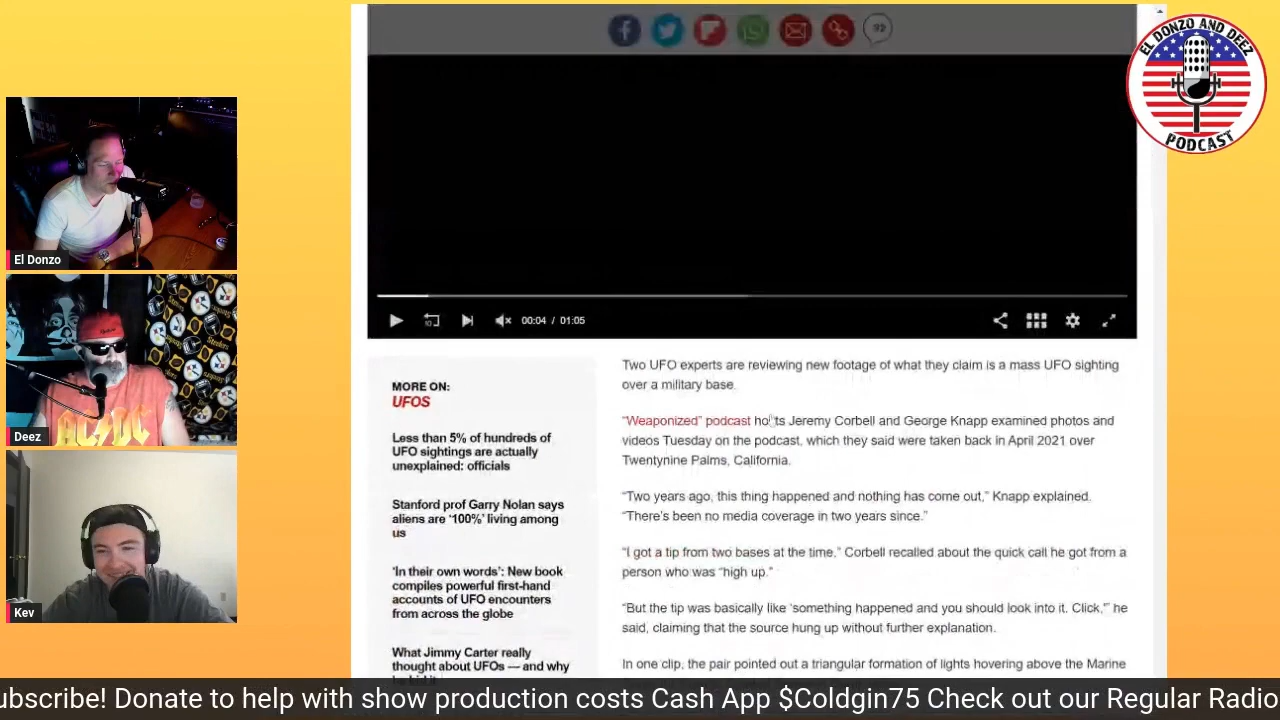 EL DONZO AND DEEZ
PODCAST
00:04 / 01:05
El Donzo
Deez
Kev
AC/DC
MORE ON:
UFOS
Less than 5% of hundreds of
UFO sightings are actually
unexplained: officials
Stanford prof Garry Nolan says
aliens are ‘100%’ living among
us
‘In their own words’: New book
compiles powerful first-hand
accounts of UFO encounters
from across the globe
What Jimmy Carter really
thought about UFOs — and why
Two UFO experts are reviewing new footage of what they claim is a mass UFO sighting
over a military base.
“Weaponized” podcast hosts Jeremy Corbell and George Knapp examined photos and
videos Tuesday on the podcast, which they said were taken back in April 2021 over
Twentynine Palms, California.
“Two years ago, this thing happened and nothing has come out,” Knapp explained.
“There’s been no media coverage in two years since.”
“I got a tip from two bases at the time,” Corbell recalled about the quick call he got from a
person who was “high up.”
“But the tip was basically like ‘something happened and you should look into it. Click,’” he
said, claiming that the source hung up without further explanation.
In one clip, the pair pointed out a triangular formation of lights hovering above the Marine
ubscribe! Donate to help with show production costs Cash App $Coldgin75 Check out our Regular Radio